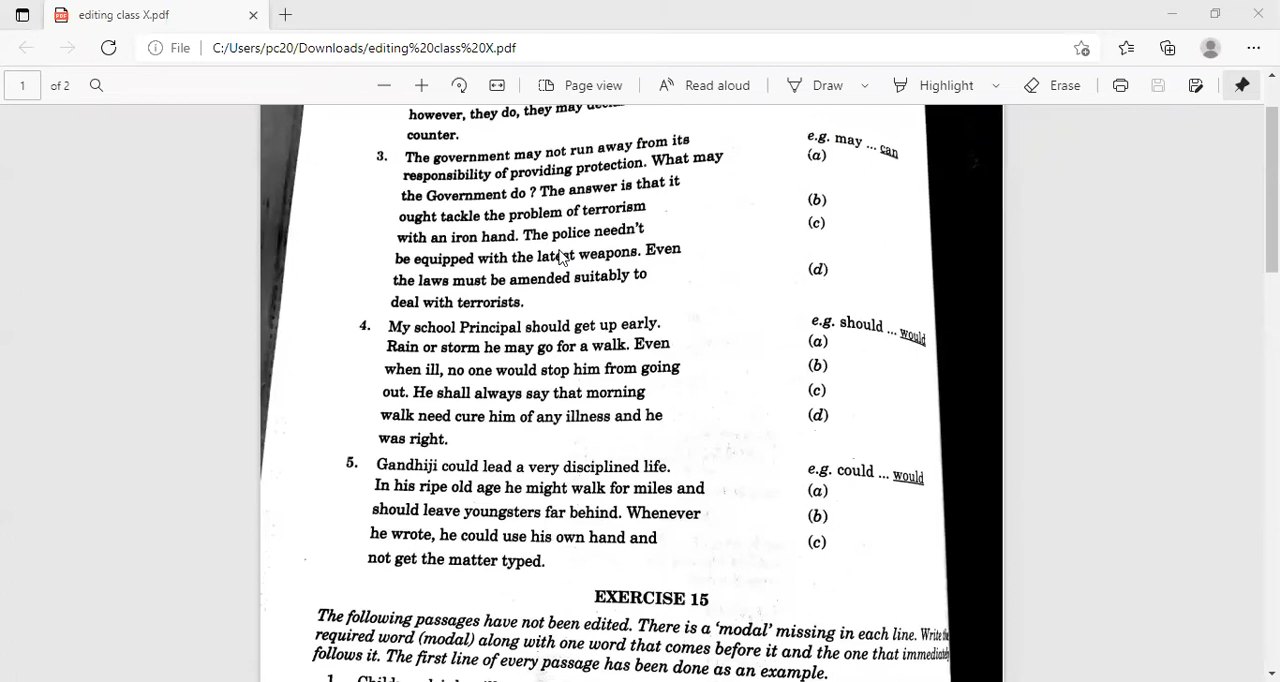 editing class X.pdf
File C:/Users/pc20/Downloads/editing%20class%20X.pdf
1 of 2 Page view Read aloud Draw Highlight Erase
however, they do, they may
counter.
3. The government may not run away from its e.g. may ... can
responsibility of providing protection. What may (a)
the Government do ? The answer is that it
ought tackle the problem of terrorism (b)
with an iron hand. The police needn't (c)
be equipped with the latest weapons. Even
the laws must be amended suitably to (d)
deal with terrorists.
4. My school Principal should get up early. e.g. should ... would
Rain or storm he may go for a walk. Even (a)
when ill, no one would stop him from going (b)
out. He shall always say that morning (c)
walk need cure him of any illness and he (d)
was right.
5. Gandhiji could lead a very disciplined life. e.g. could ... would
In his ripe old age he might walk for miles and (a)
should leave youngsters far behind. Whenever (b)
he wrote, he could use his own hand and (c)
not get the matter typed.
EXERCISE 15
The following passages have not been edited. There is a 'modal' missing in each line. Write
required word (modal) along with one word that comes before it and the one that
follows it. The first line of every passage has been done as an example.
1.